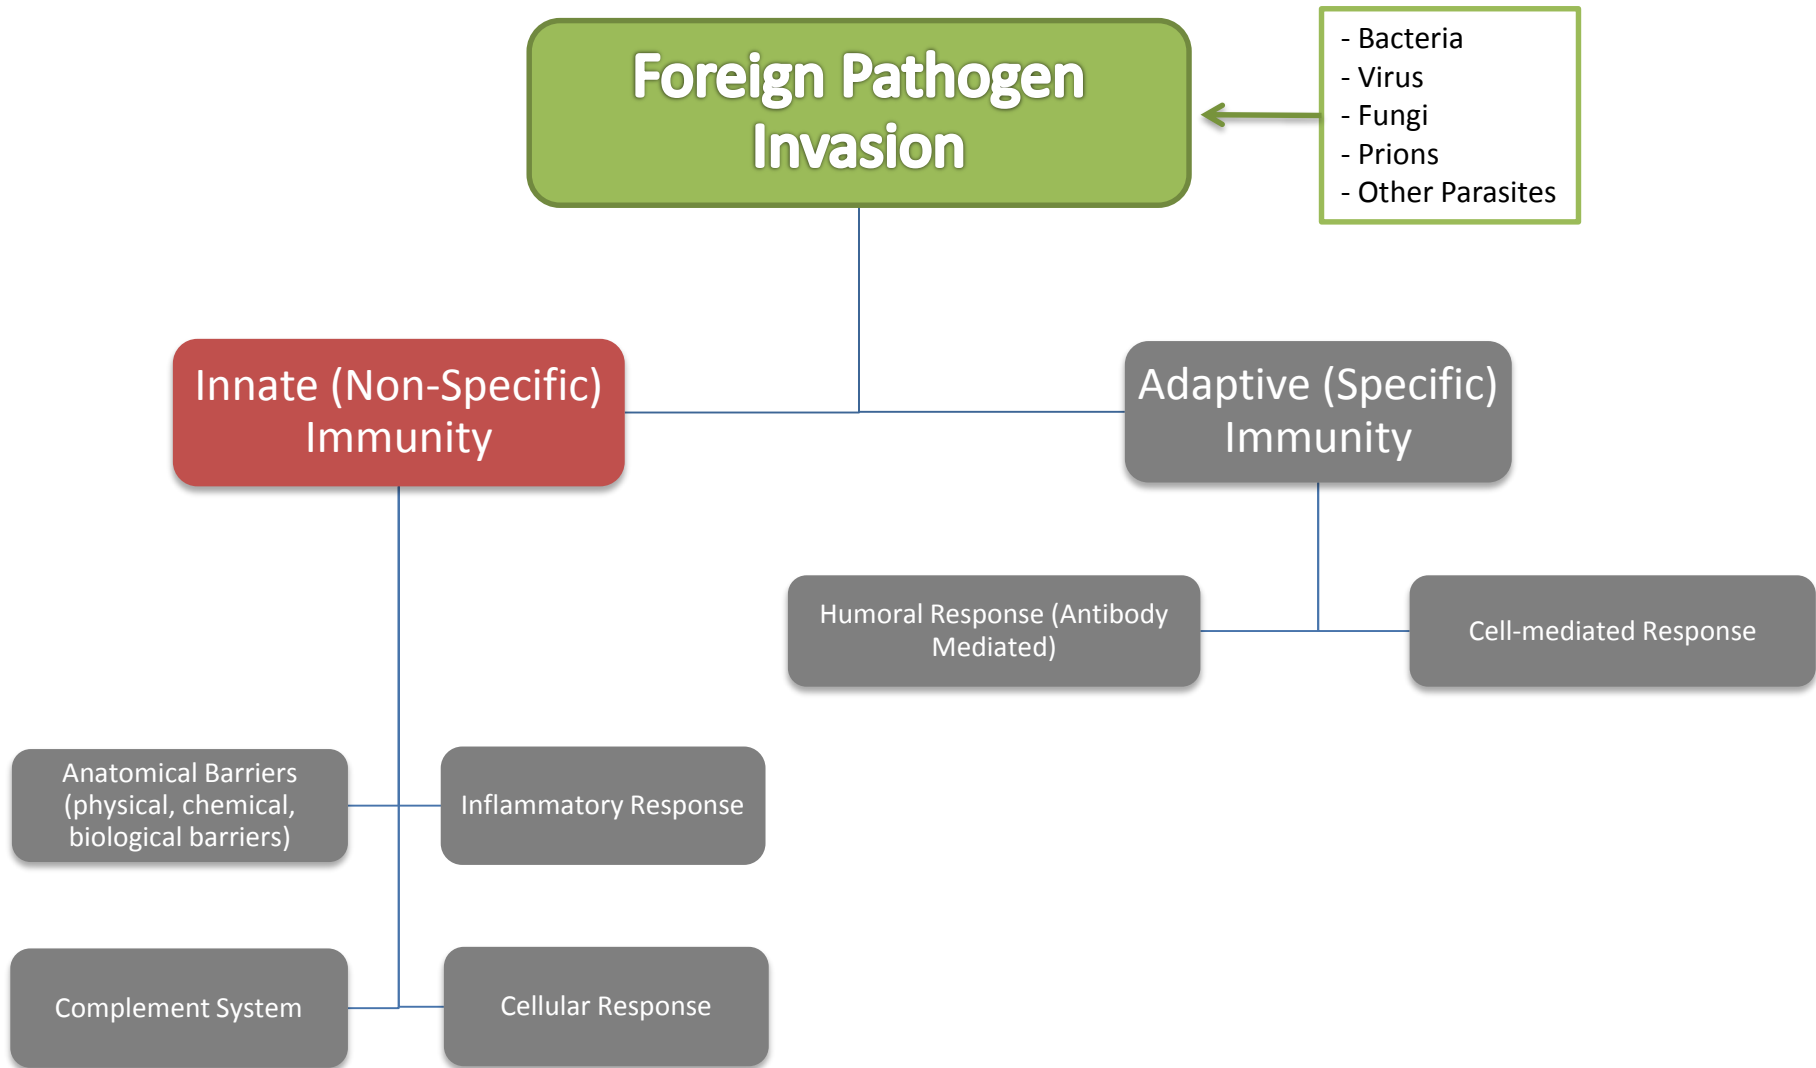 Foreign Pathogen
Invasion
- Bacteria
- Virus
- Fungi
- Prions
- Other Parasites
Innate (Non-Specific)
Immunity
Adaptive (Specific)
Immunity
Humoral Response (Antibody
Mediated)
Cell-mediated Response
Anatomical Barriers
(physical, chemical,
biological barriers)
Inflammatory Response
Complement System
Cellular Response